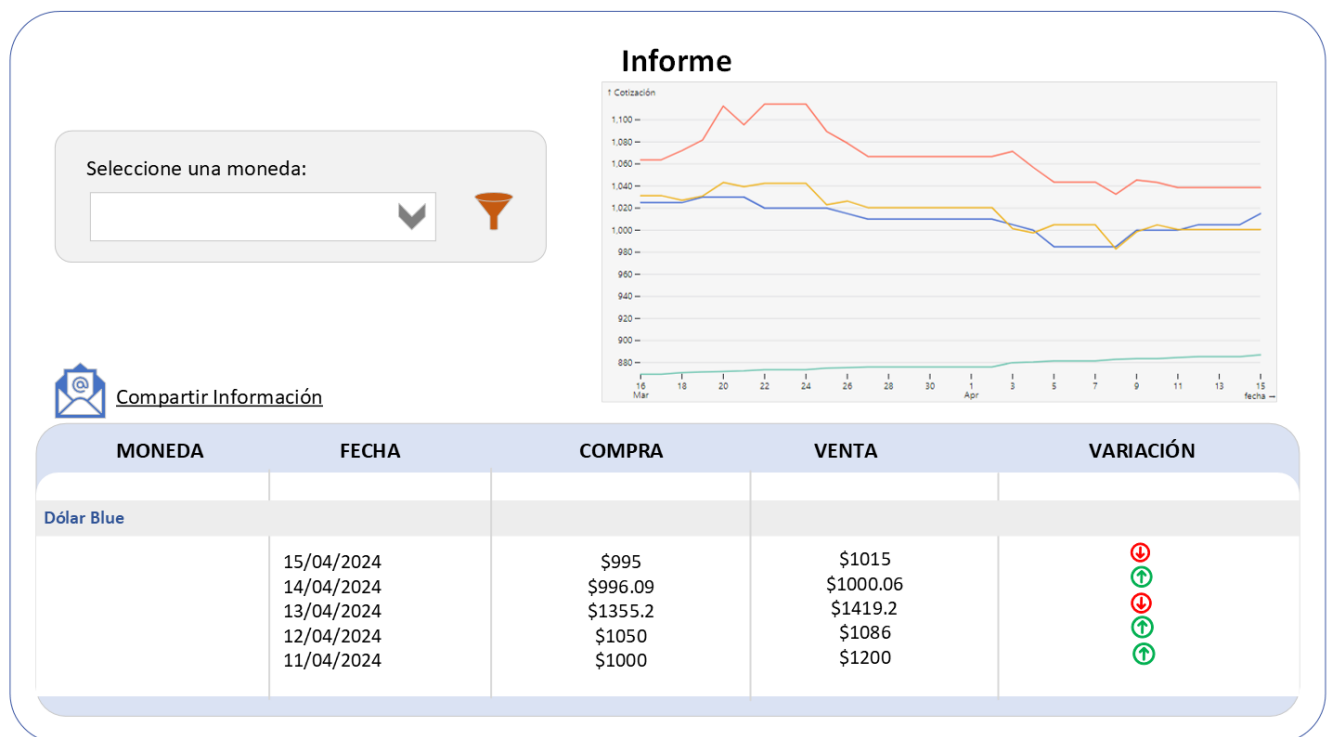 Informe
↑ Cotización
1,100
1,080
1,060
1,040
1,020
1,000
980
960
940
920
900
880
16 18 20 22 24 26 28 30 1 3 5 7 9 11 13 15
Mar Apr fecha →
Seleccione una moneda:
@
Compartir Información
MONEDA FECHA COMPRA VENTA VARIACIÓN
Dólar Blue
15/04/2024 $995 $1015
14/04/2024 $996.09 $1000.06
13/04/2024 $1355.2 $1419.2
12/04/2024 $1050 $1086
11/04/2024 $1000 $1200